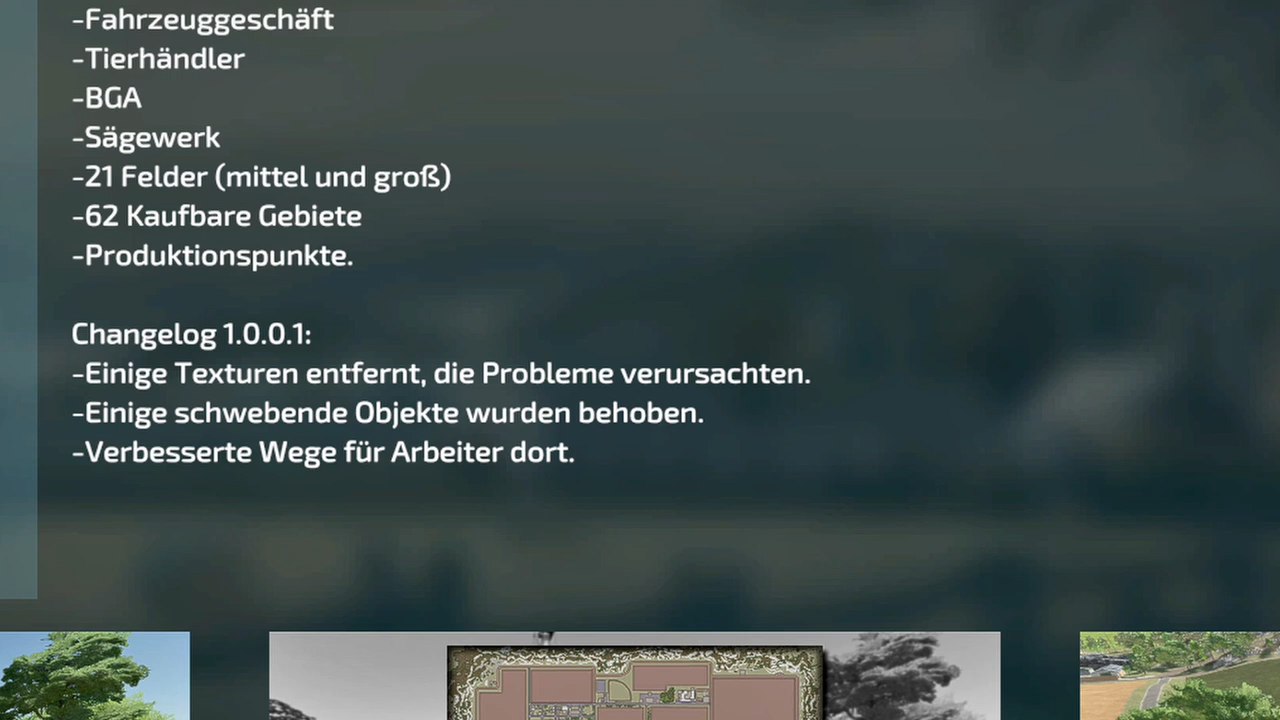 -Fahrzeuggeschäft
-Tierhändler
-BGA
-Sägewerk
-21 Felder (mittel und groß)
-62 Kaufbare Gebiete
-Produktionspunkte.
Changelog 1.0.0.1:
-Einige Texturen entfernt, die Probleme verursachten.
-Einige schwebende Objekte wurden behoben.
-Verbesserte Wege für Arbeiter dort.